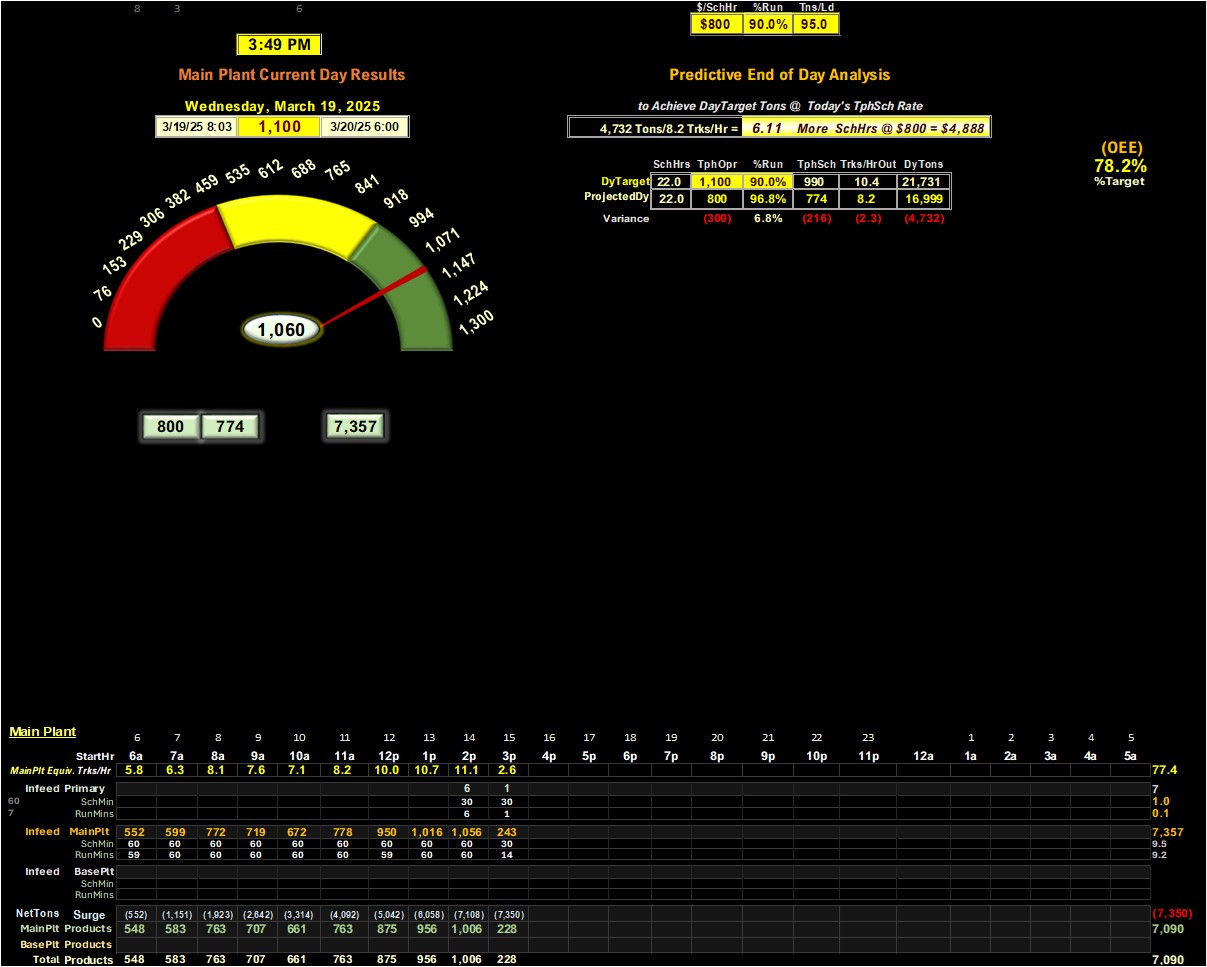 8 3 6
$/SchHr %Run Tns/Ld
$800 90.0% 95.0
3:49 PM
Main Plant Current Day Results
Predictive End of Day Analysis
Wednesday, March 19, 2025
to Achieve DayTarget Tons @ Today's TphSch Rate
3/19/25 8:03 1,100 3/20/25 6:00
4,732 Tons/8.2 Trks/Hr = 6.11 More SchHrs @ $800 = $4,888
(OEE)
78.2%
%Target
SchHrs TphOpr %Run TphSch Trks/HrOut DyTons
DyTarget 22.0 1,100 90.0% 990 10.4 21,731
ProjectedDy 22.0 800 96.8% 774 8.2 16,999
Variance (300) 6.8% (216) (2.3) (4,732)
0 76 153 229 306 382 459 535 612 688 765 841 918 994 1,071 1,147 1,224 1,300
1,060
800 774 7,357
Main Plant 6 7 8 9 10 11 12 13 14 15 16 17 18 19 20 21 22 23 1 2 3 4 5
StartHr 6a 7a 8a 9a 10a 11a 12p 1p 2p 3p 4p 5p 6p 7p 8p 9p 10p 11p 12a 1a 2a 3a 4a 5a
MainPlt Equiv. Trks/Hr 5.8 6.3 8.1 7.6 7.1 8.2 10.0 10.7 11.1 2.6 77.4
Infeed Primary 6 1 7
60 SchMin 30 30 1.0
7 RunMins 6 1 0.1
Infeed MainPlt 552 599 772 719 672 778 950 1,016 1,056 243 7,357
SchMin 60 60 60 60 60 60 60 60 60 30 9.5
RunMins 59 60 60 60 60 60 59 60 60 14 9.2
Infeed BasePlt
SchMin
RunMins
NetTons Surge (552) (1,151) (1,923) (2,642) (3,314) (4,092) (5,042) (6,058) (7,108) (7,350) (7,350)
MainPlt Products 548 583 763 707 661 763 875 956 1,006 228 7,090
BasePlt Products
Total Products 548 583 763 707 661 763 875 956 1,006 228 7,090